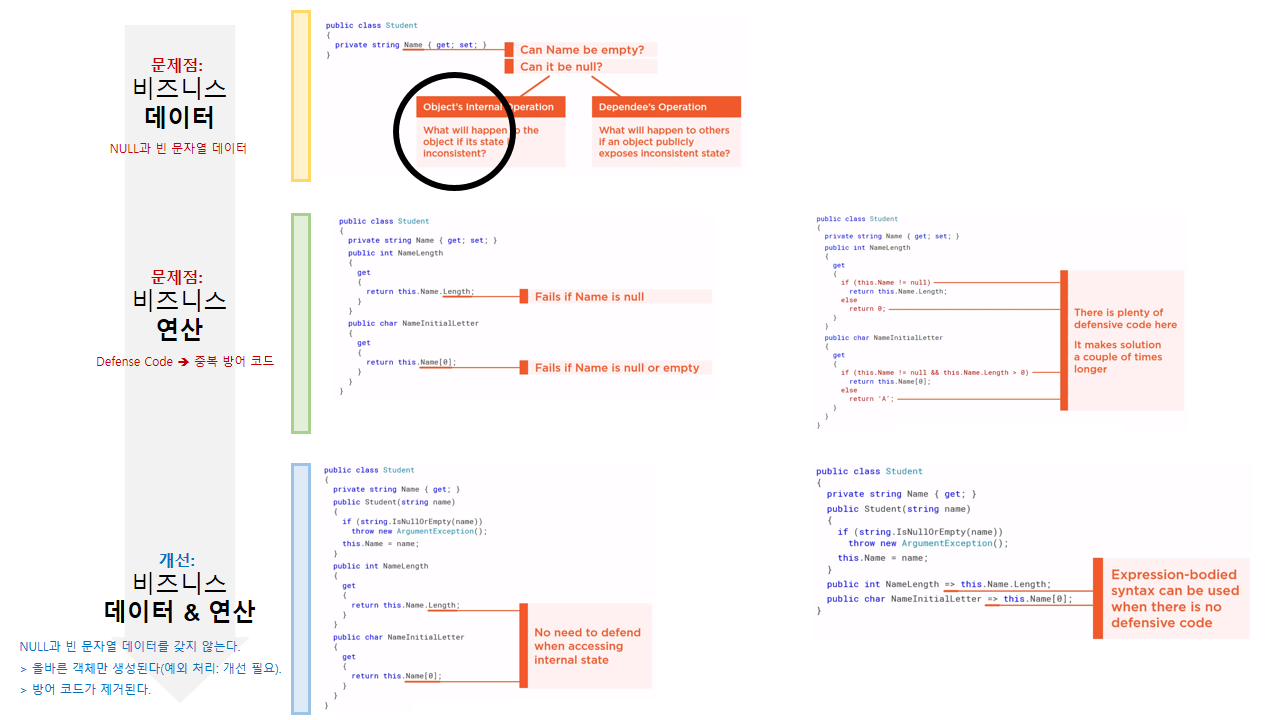 문제점:
비즈니스
데이터
NULL과 빈 문자열 데이터
public class Student
{
private string Name { get; set; }
}
Can Name be empty?
Can it be null?
Object's Internal Operation
What will happen to the
object if its state is
inconsistent?
Dependee's Operation
What will happen to others
if an object publicly
exposes inconsistent state?
문제점:
비즈니스
연산
Defense Code ➔ 중복 방어 코드
public class Student
{
private string Name { get; set; }
public int NameLength
{
get
{
return this.Name.Length;
}
}
public char NameInitialLetter
{
get
{
return this.Name[0];
}
}
}
Fails if Name is null
Fails if Name is null or empty
public class Student
{
private string Name { get; set; }
public int NameLength
{
get
{
if (this.Name != null)
return this.Name.Length;
else
return 0;
}
}
public char NameInitialLetter
{
get
{
if (this.Name != null && this.Name.Length > 0)
return this.Name[0];
else
return 'A';
}
}
}
There is plenty of
defensive code here
It makes solution
a couple of times
longer
개선:
비즈니스
데이터 & 연산
NULL과 빈 문자열 데이터를 갖지 않는다.
> 올바른 객체만 생성된다(예외 처리: 개선 필요).
> 방어 코드가 제거된다.
public class Student
{
private string Name { get; }
public Student(string name)
{
if (string.IsNullOrEmpty(name))
throw new ArgumentException();
this.Name = name;
}
public int NameLength
{
get
{
return this.Name.Length;
}
}
public char NameInitialLetter
{
get
{
return this.Name[0];
}
}
}
No need to defend
when accessing
internal state
public class Student
{
private string Name { get; }
public Student(string name)
{
if (string.IsNullOrEmpty(name))
throw new ArgumentException();
this.Name = name;
}
public int NameLength => this.Name.Length;
public char NameInitialLetter => this.Name[0];
}
Expression-bodied
syntax can be used
when there is no
defensive code